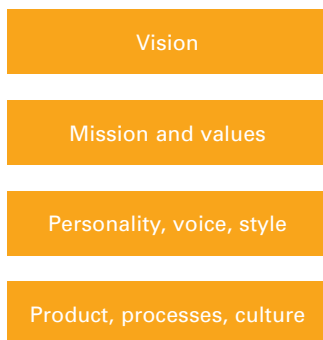 Vision
Mission and values
Personality, voice, style
Product, processes, culture